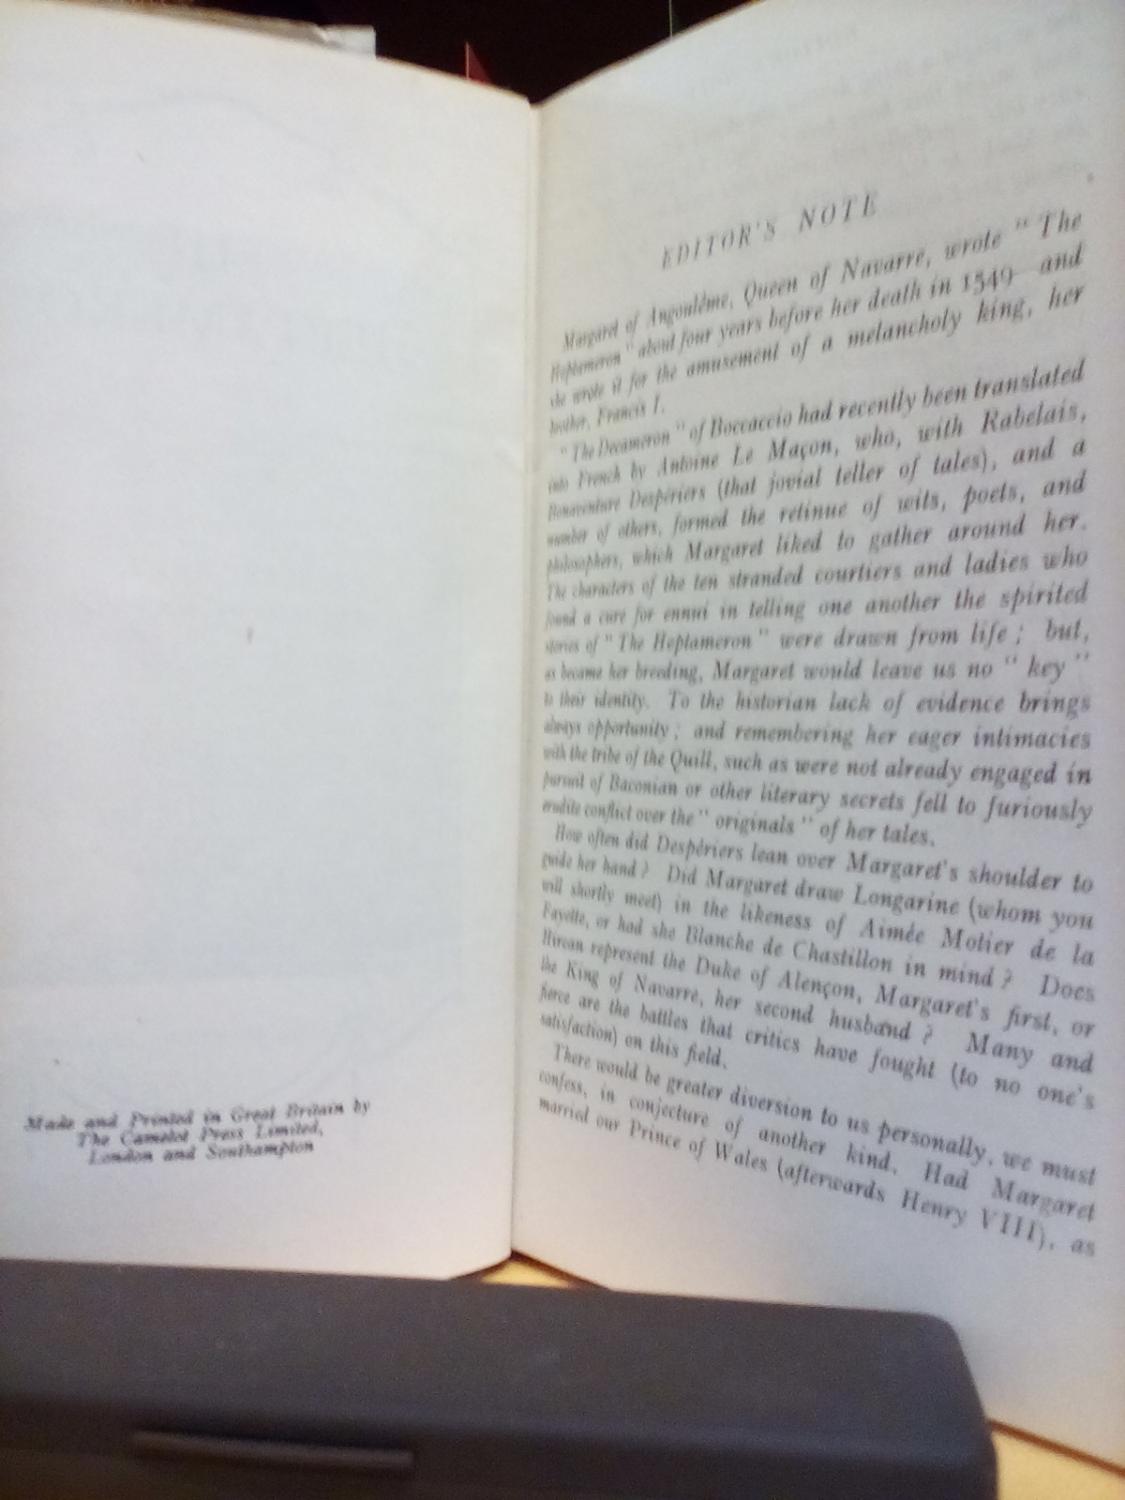 Made and Printed in Great Britain by
The Camelot Press Limited,
London and Southampton
EDITOR'S NOTE
Margaret of Angoulême, Queen of Navarre, wrote " The
Heptameron " about four years before her death in 1549 and
she wrote it for the amusement of a melancholy king, her
brother, Francis I.
" The Decameron " of Boccaccio had recently been translated
into French by Antoine Le Maçon, who, with Rabelais,
Bonaventure Despériers (that jovial teller of tales), and a
number of others, formed the retinue of wits, poets, and
philosophers, which Margaret liked to gather around her.
The characters of the ten stranded courtiers and ladies who
found a cure for ennui in telling one another the spirited
stories of " The Heptameron " were drawn from life ; but,
as became her breeding, Margaret would leave us no " key "
to their identity. To the historian lack of evidence brings
always opportunity ; and remembering her eager intimacies
with the tribe of the Quill, such as were not already engaged in
pursuit of Baconian or other literary secrets fell to furiously
erudite conflict over the " originals " of her tales.
How often did Despériers lean over Margaret's shoulder to
guide her hand ? Did Margaret draw Longarine (whom you
will shortly meet) in the likeness of Aimée Motier de la
Fayette, or had she Blanche de Chastillon in mind ? Does
Hircan represent the Duke of Alençon, Margaret's first, or
the King of Navarre, her second husband ? Many and
fierce are the battles that critics have fought (to no one's
satisfaction) on this field.
There would be greater diversion to us personally, we must
confess, in conjecture of another kind. Had Margaret
married our Prince of Wales (afterwards Henry VIII), as